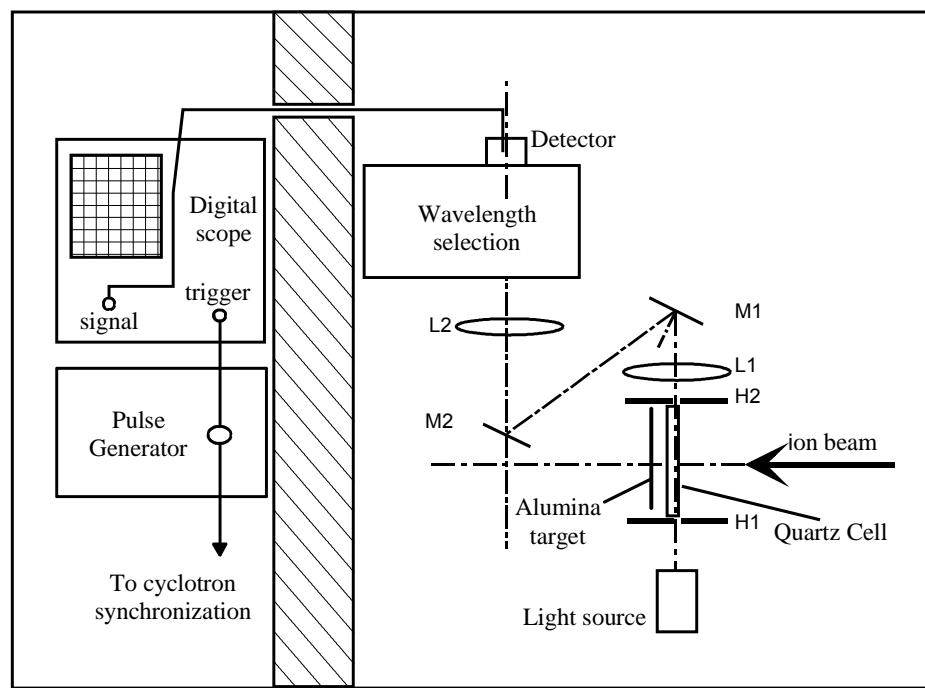 Detector
Digital
scope
trigger
signal
Wavelength
selection
L2
M1
L1
H2
M2
Pulse
Generator
ion beam
Alumina
target
H1
Quartz Cell
To cyclotron
synchronization
Light source